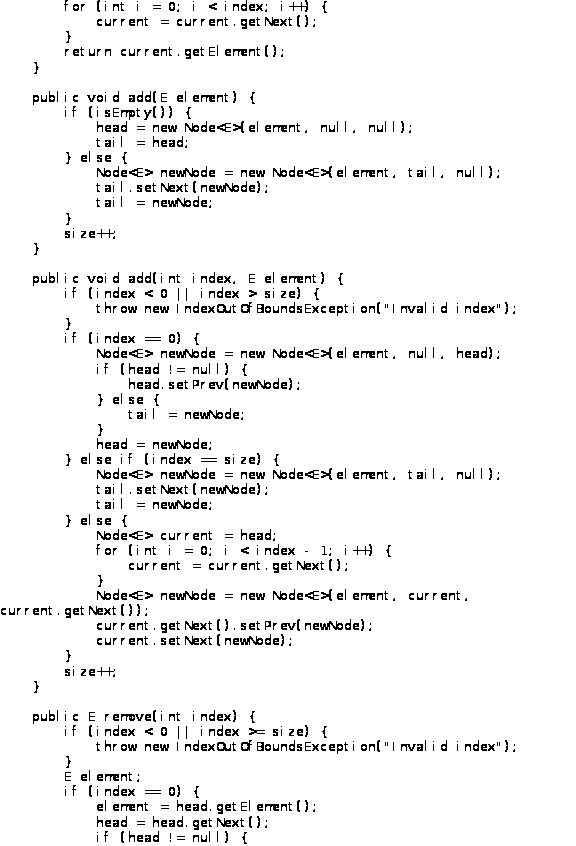 for (int i = 0; i < index; i++) {
            current = current.getNext();
        }
        return current.getElement();
    }

    public void add(E element) {
        if (isEmpty()) {
            head = new Node<E>(element, null, null);
            tail = head;
        } else {
            Node<E> newNode = new Node<E>(element, tail, null);
            tail.setNext(newNode);
            tail = newNode;
        }
        size++;
    }

    public void add(int index, E element) {
        if (index < 0 || index > size) {
            throw new IndexOutOfBoundsException("Invalid index");
        }
        if (index == 0) {
            Node<E> newNode = new Node<E>(element, null, head);
            if (head != null) {
                head.setPrev(newNode);
            } else {
                tail = newNode;
            }
            head = newNode;
        } else if (index == size) {
            Node<E> newNode = new Node<E>(element, tail, null);
            tail.setNext(newNode);
            tail = newNode;
        } else {
            Node<E> current = head;
            for (int i = 0; i < index - 1; i++) {
                current = current.getNext();
            }
            Node<E> newNode = new Node<E>(element, current,
current.getNext());
            current.getNext().setPrev(newNode);
            current.setNext(newNode);
        }
        size++;
    }

    public E remove(int index) {
        if (index < 0 || index >= size) {
            throw new IndexOutOfBoundsException("Invalid index");
        }
        E element;
        if (index == 0) {
            element = head.getElement();
            head = head.getNext();
            if (head != null) {